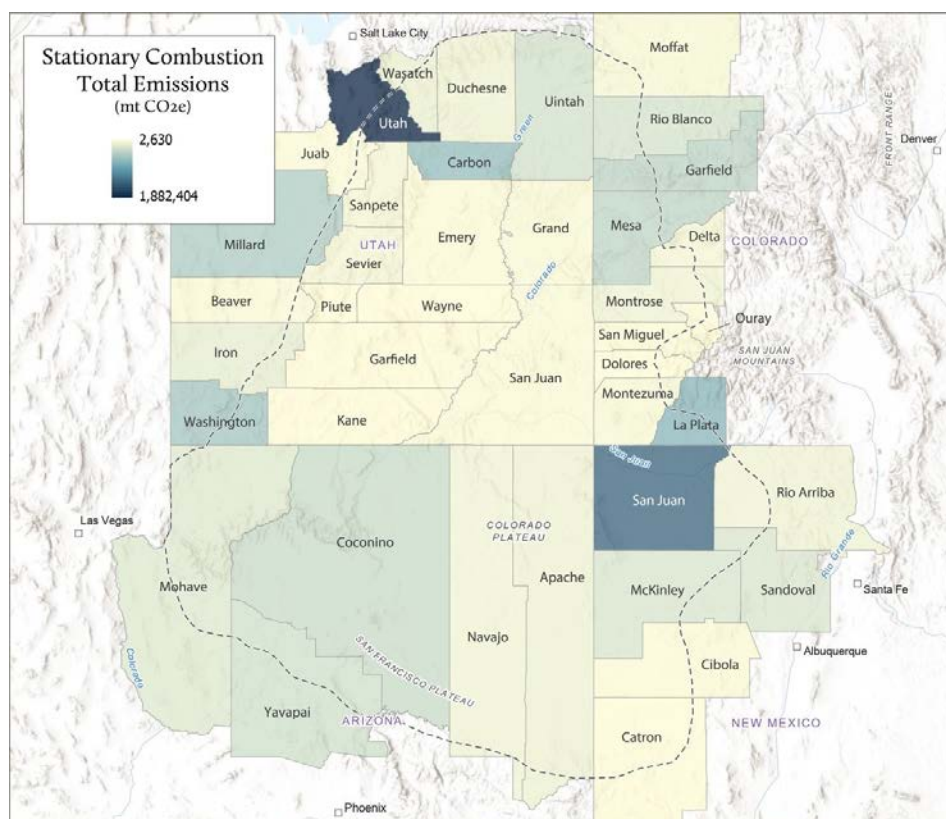 Stationary Combustion
Total Emissions
(mt CO2e)
2,630
1,882,404
Salt Lake City
Moffat
Wasatch
Duchesne
Uintah
Utah
Green
Rio Blanco
FRONT RANGE
Denver
Juab
Carbon
Garfield
Sanpete
Millard
UTAH
Emery
Grand
Mesa
Delta
COLORADO
Sevier
Colorado
Beaver
Piute
Wayne
Montrose
Ouray
Iron
Garfield
San Miguel
SAN JUAN
MOUNTAINS
Dolores
San Juan
Montezuma
Washington
Kane
La Plata
San Juan
San Juan
Rio Arriba
Las Vegas
COLORADO
PLATEAU
Coconino
Mohave
Apache
McKinley
Sandoval
Rio Grande
Santa Fe
Navajo
Albuquerque
Colorado
SAN FRANCISCO PLATEAU
Cibola
Yavapai
ARIZONA
NEW MEXICO
Catron
Phoenix